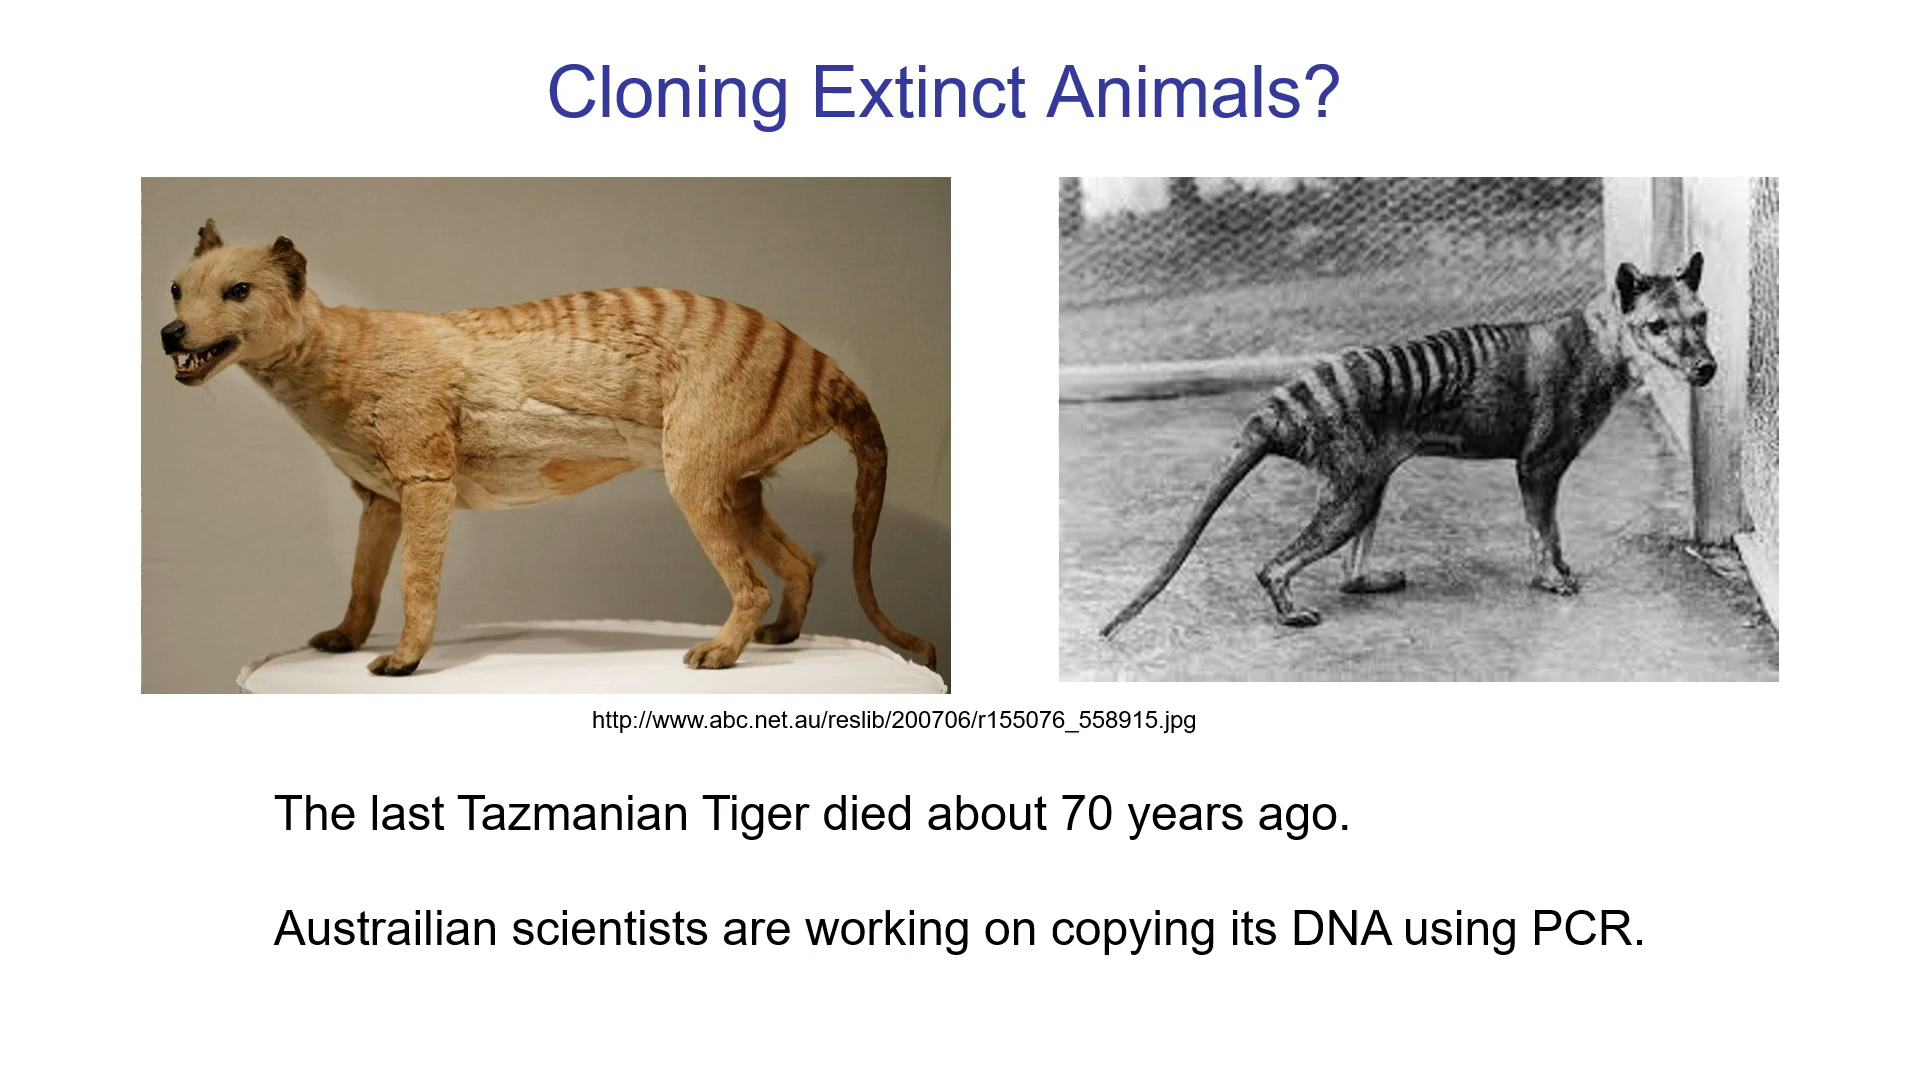 Cloning Extinct Animals?
http://www.abc.net.au/reslib/200706/r155076_558915.jpg
The last Tazmanian Tiger died about 70 years ago.
Austrailian scientists are working on copying its DNA using PCR.